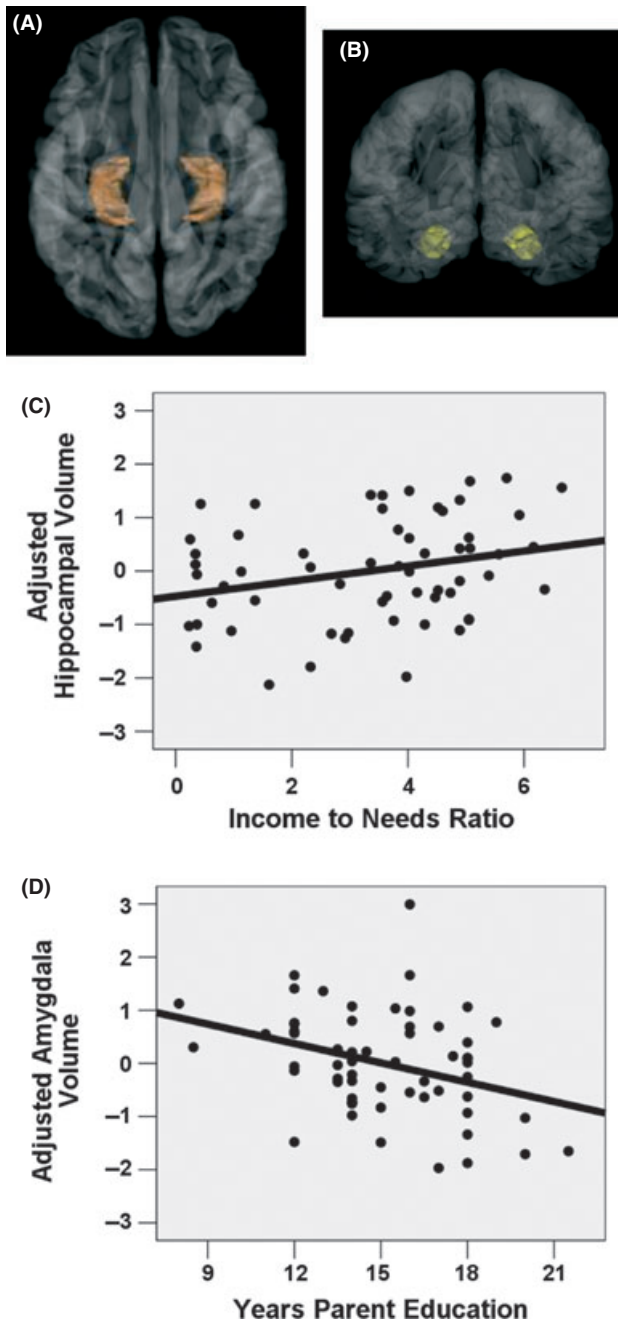 (A)
(B)
(C)
Adjusted
Hippocampal Volume
3
2
1
0
–1
–2
–3
0 2 4 6
Income to Needs Ratio
(D)
Adjusted Amygdala
Volume
3
2
1
0
–1
–2
–3
9 12 15 18 21
Years Parent Education